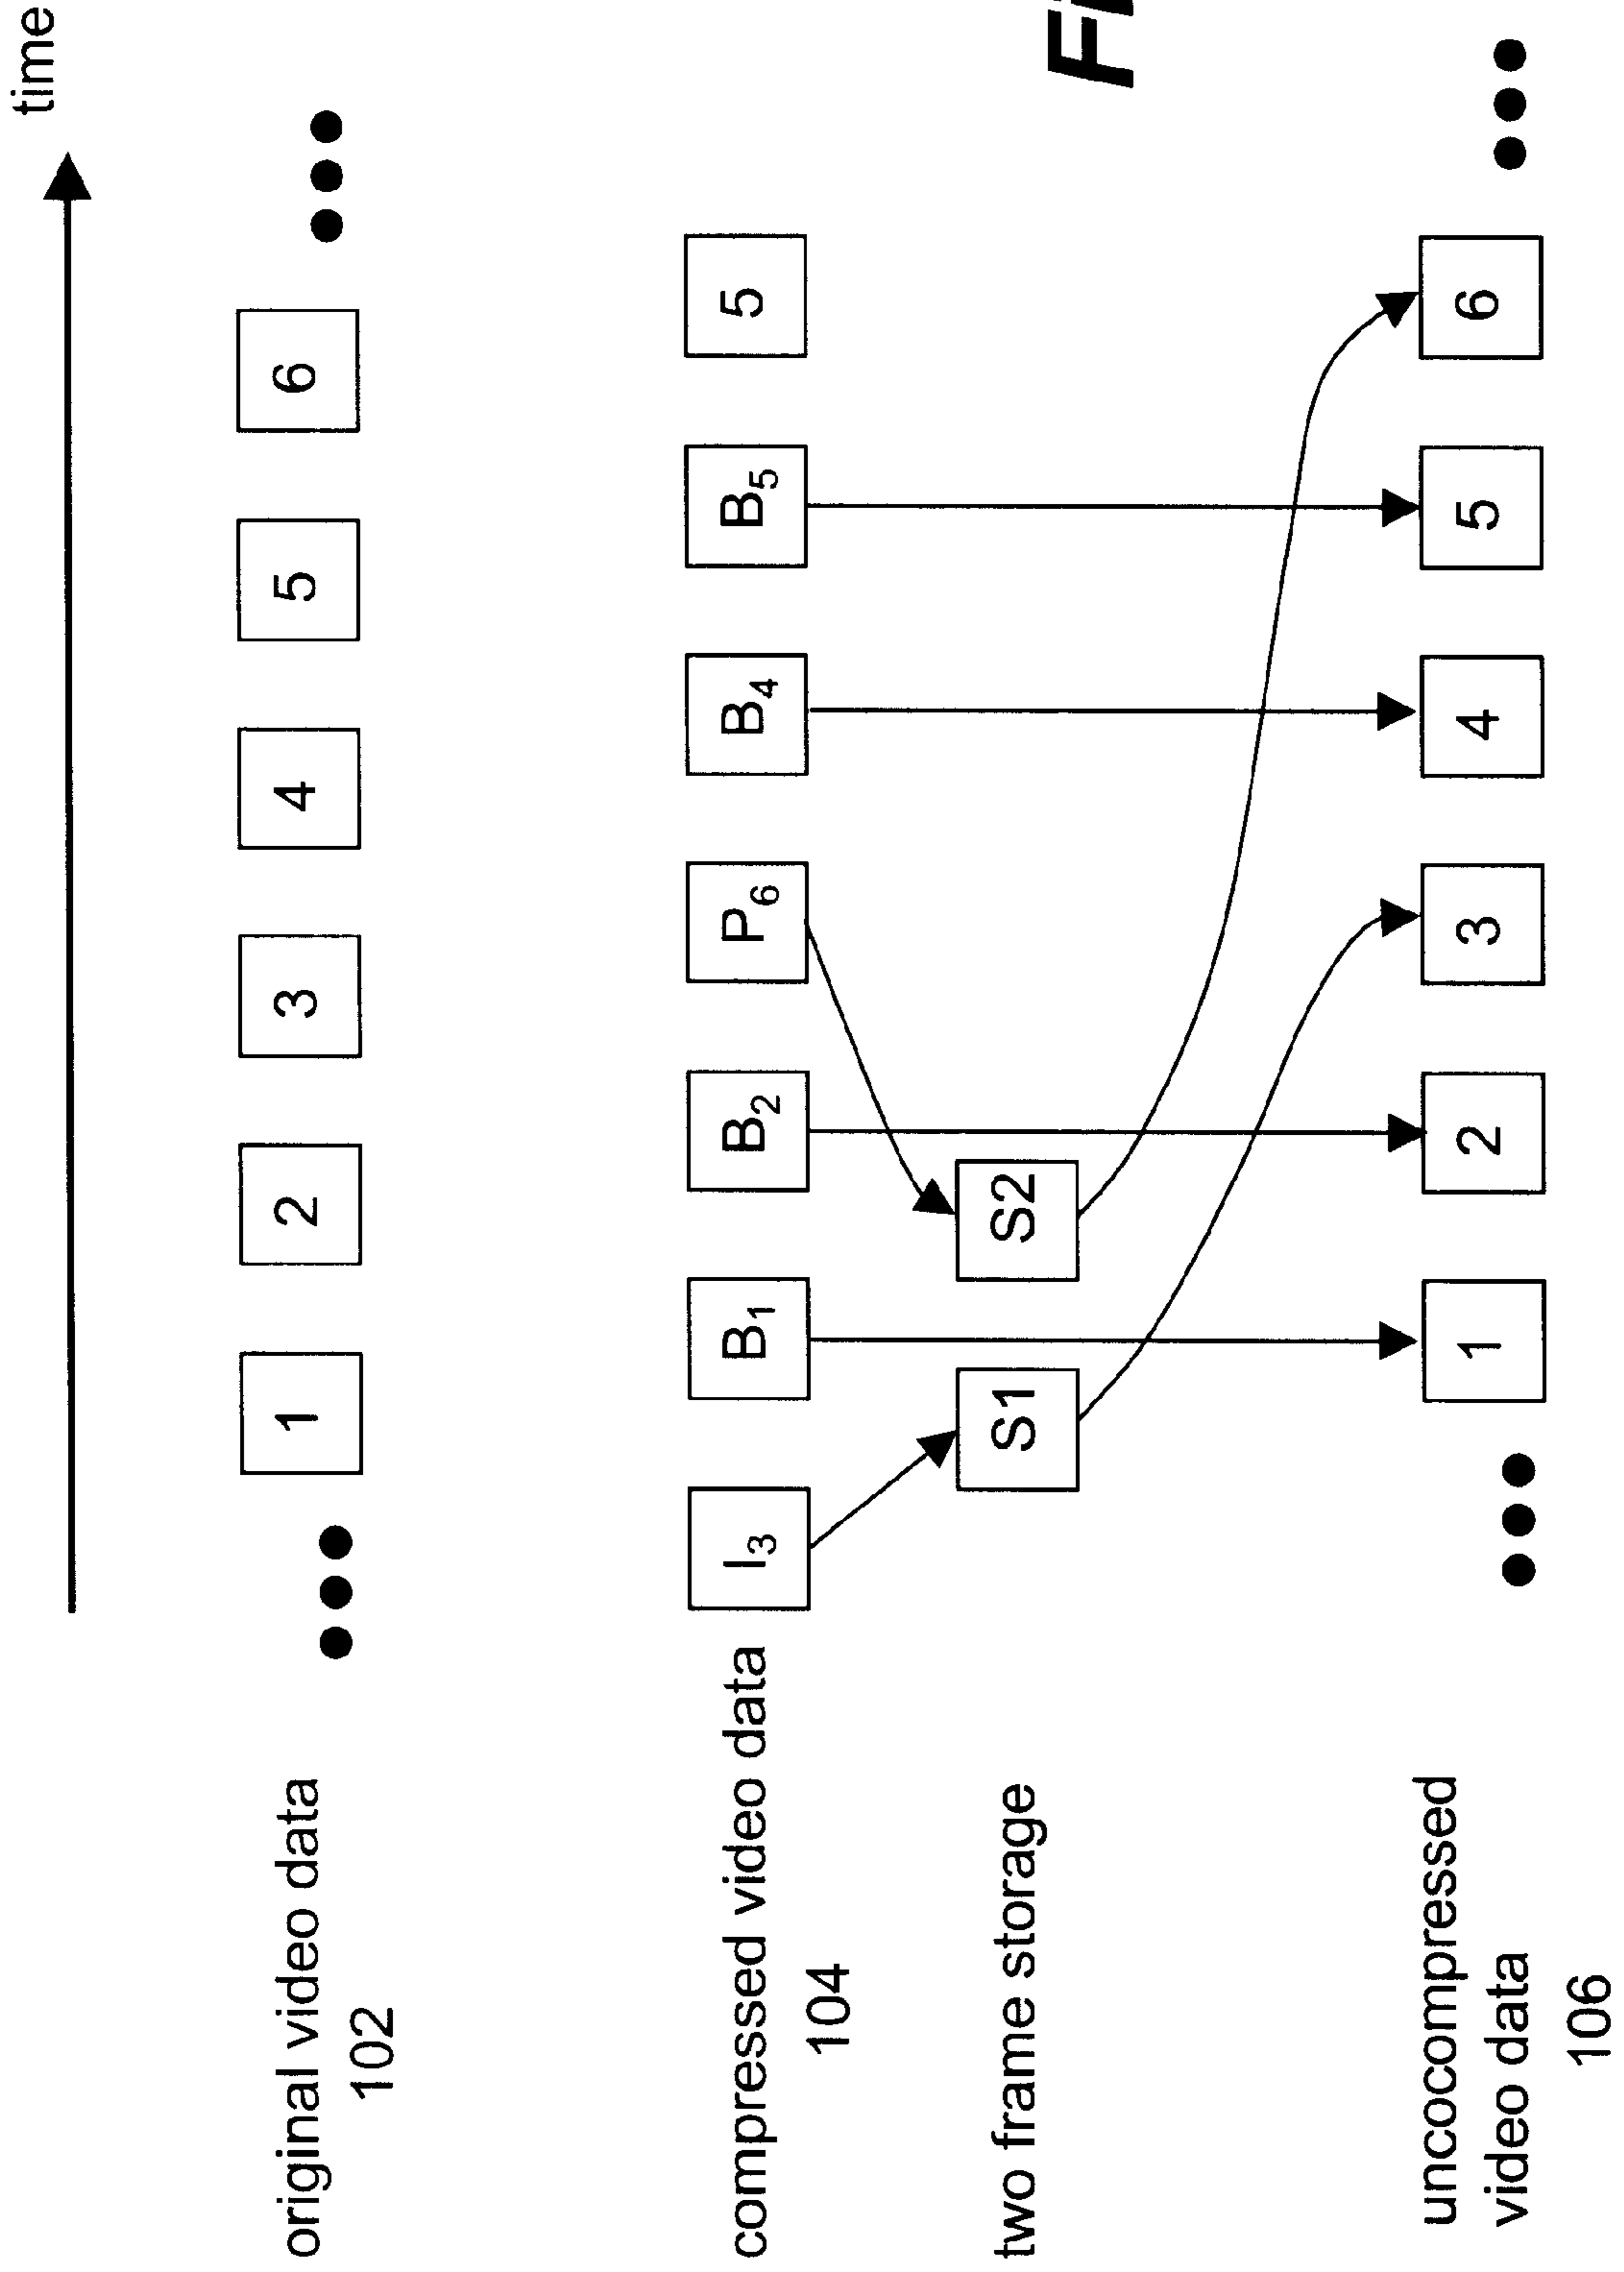 time
original video data
102
1 2 3 4 5 6
compressed video data
104
I3 B1 B2 P6 B4 B5 5
two frame storage
S1 S2
uncocompressed
video data
106
1 2 3 4 5 6